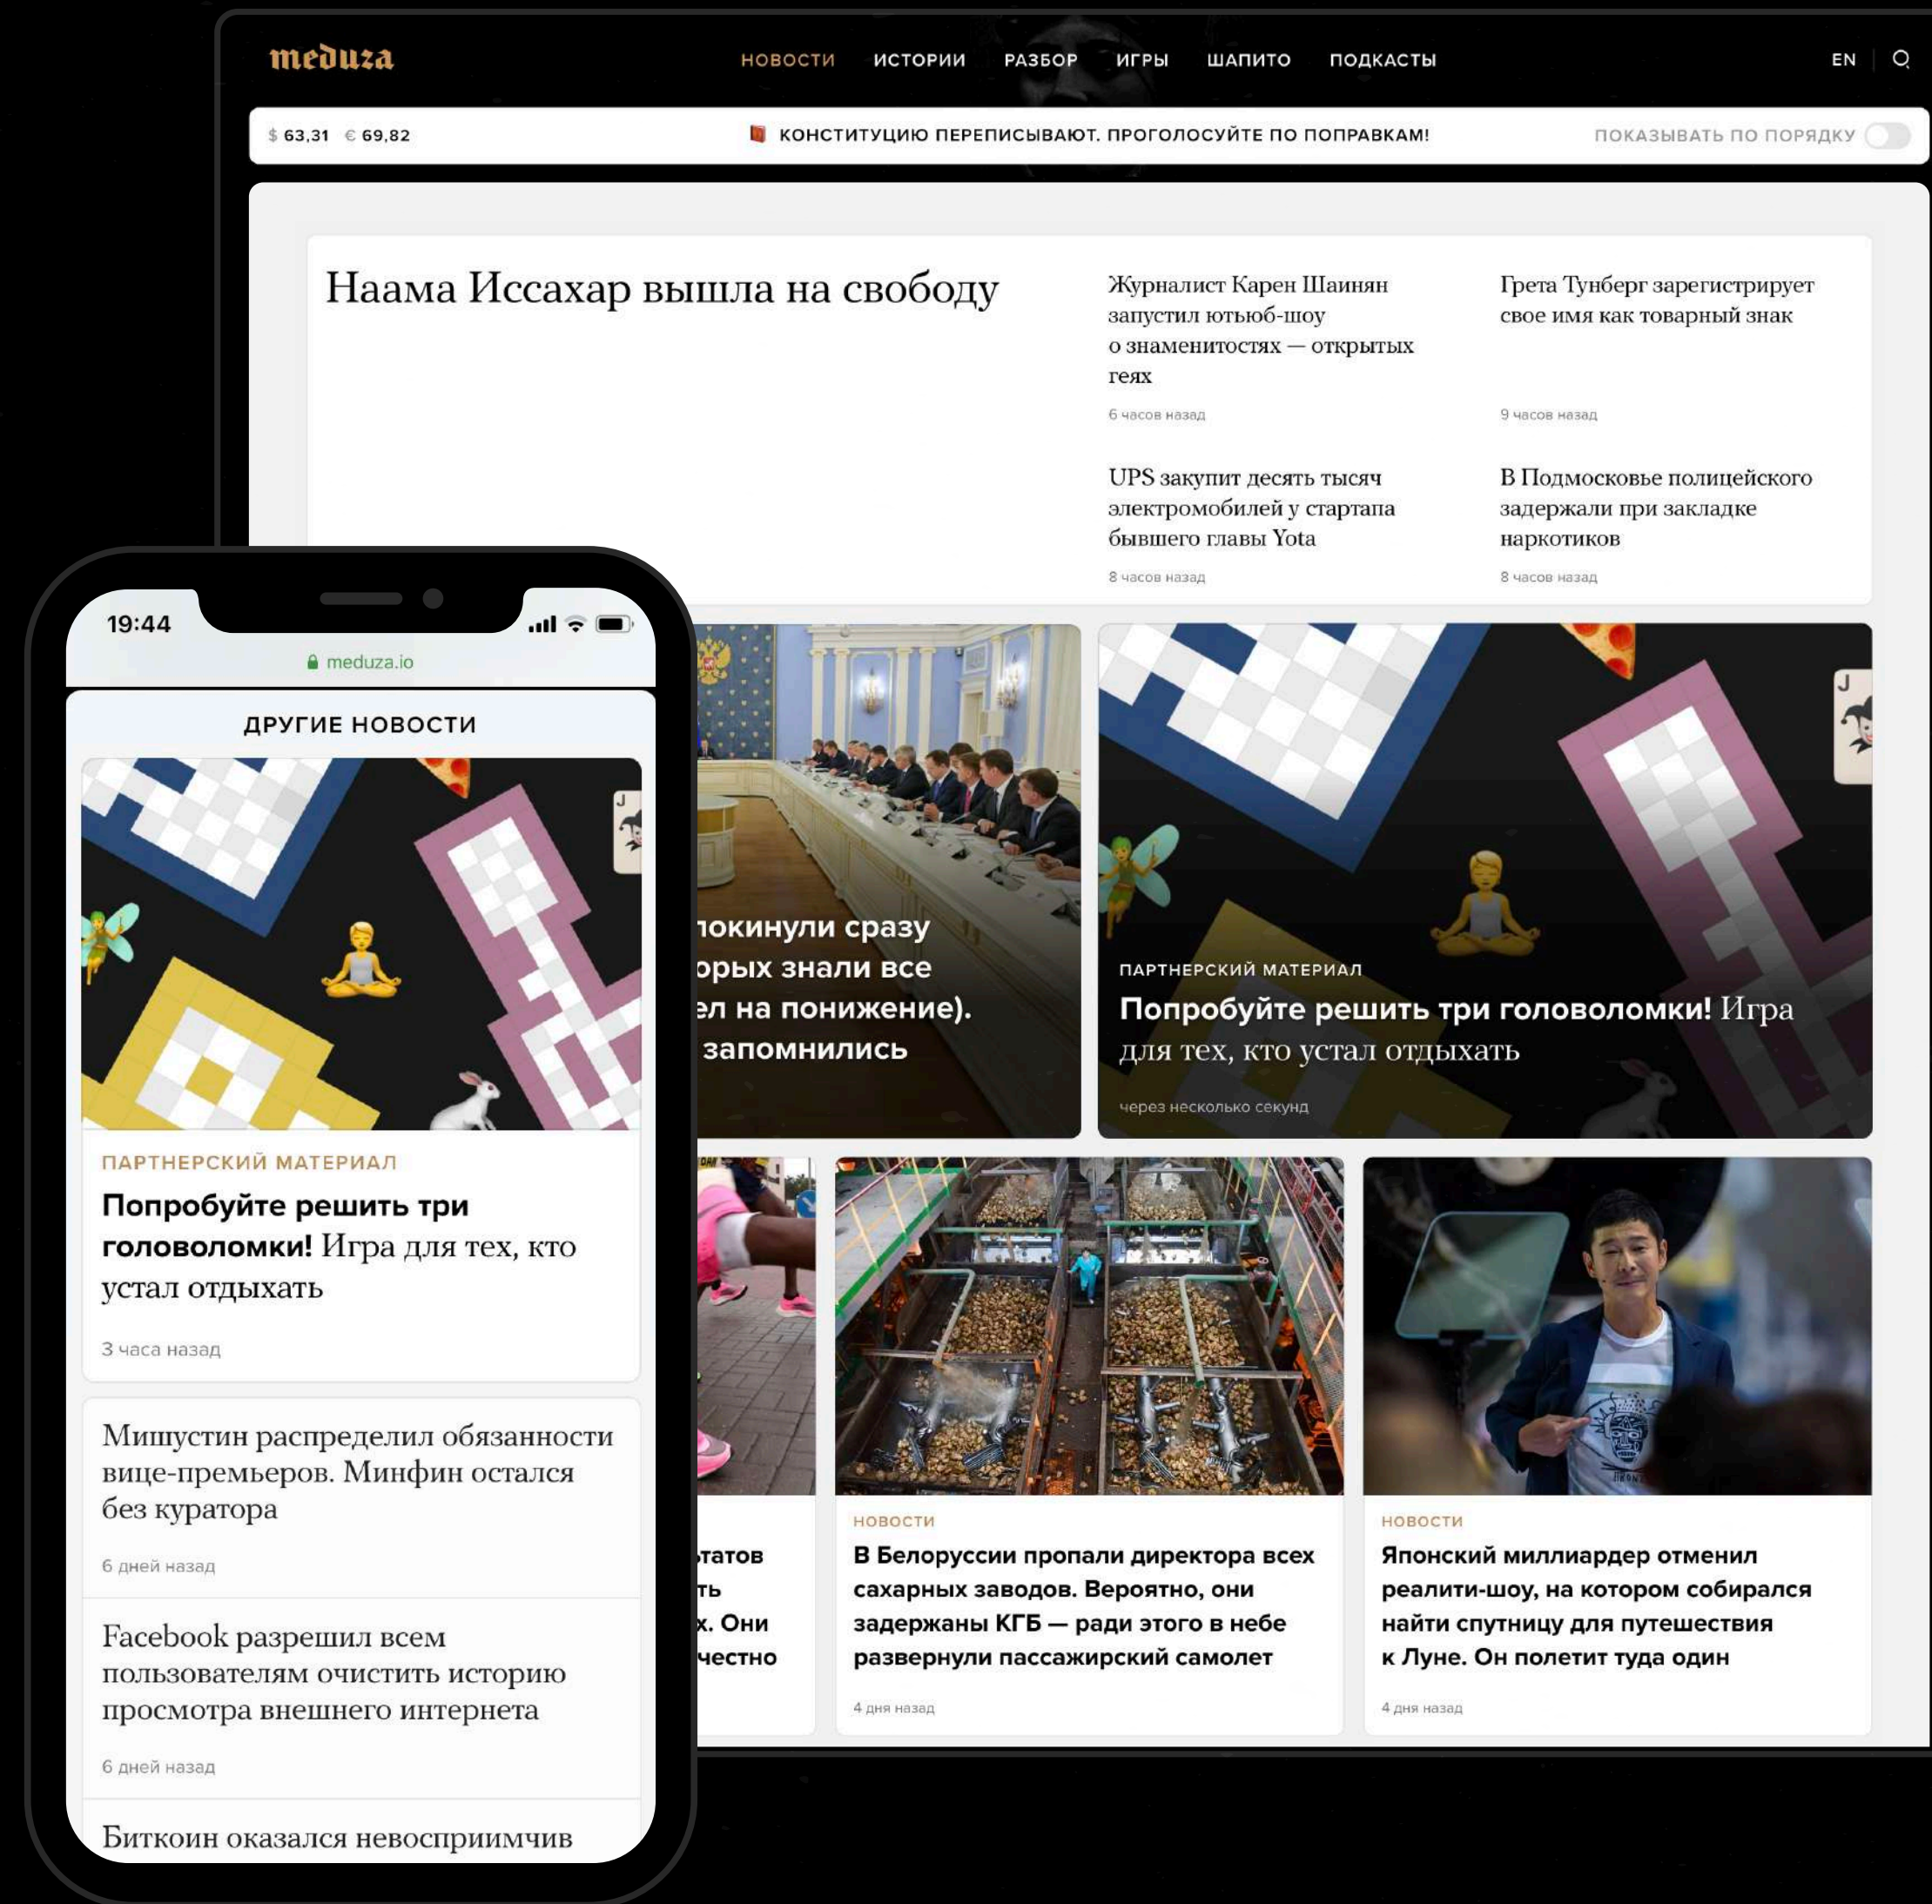 meduza
НОВОСТИ ИСТОРИИ РАЗБОР ИГРЫ ШАПИТО ПОДКАСТЫ
EN
$ 63,31 € 69,82
КОНСТИТУЦИЮ ПЕРЕПИСЫВАЮТ. ПРОГОЛОСУЙТЕ ПО ПОПРАВКАМ!
ПОКАЗЫВАТЬ ПО ПОРЯДКУ
Наама Иссахар вышла на свободу
Журналист Карен Шаинян
запустил ютьюб-шоу
о знаменитостях — открытых
геях
6 часов назад
Грета Тунберг зарегистрирует
свое имя как товарный знак
9 часов назад
UPS закупит десять тысяч
электромобилей у стартапа
бывшего главы Yota
8 часов назад
В Подмосковье полицейского
задержали при закладке
наркотиков
8 часов назад
покинули сразу
знали все
на понижение).
запомнились
J
ПАРТНЕРСКИЙ МАТЕРИАЛ
Попробуйте решить три головоломки! Игра
для тех, кто устал отдыхать
через несколько секунд
х. Они
честно
НОВОСТИ
В Белоруссии пропали директора всех
сахарных заводов. Вероятно, они
задержаны КГБ — ради этого в небе
развернули пассажирский самолет
4 дня назад
НОВОСТИ
Японский миллиардер отменил
реалити-шоу, на котором собирался
найти спутницу для путешествия
к Луне. Он полетит туда один
4 дня назад
19:44
meduza.io
ДРУГИЕ НОВОСТИ
J
ПАРТНЕРСКИЙ МАТЕРИАЛ
Попробуйте решить три
головоломки! Игра для тех, кто
устал отдыхать
3 часа назад
Мишустин распределил обязанности
вице-премьеров. Минфин остался
без куратора
6 дней назад
Facebook разрешил всем
пользователям очистить историю
просмотра внешнего интернета
6 дней назад
Биткоин оказался невосприимчив